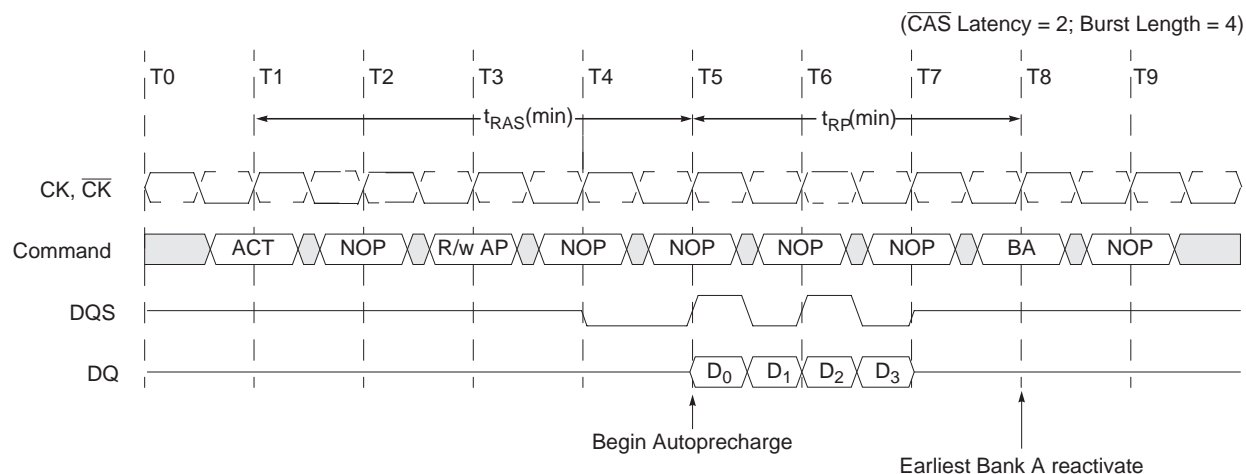 (C̅A̅S̅ Latency = 2; Burst Length = 4)
T0 T1 T2 T3 T4 T5 T6 T7 T8 T9
tRAS(min) tRP(min)
CK, C̅K̅
Command ACT NOP R/w AP NOP NOP NOP NOP BA NOP
DQS
DQ D0 D1 D2 D3
Begin Autoprecharge
Earliest Bank A reactivate